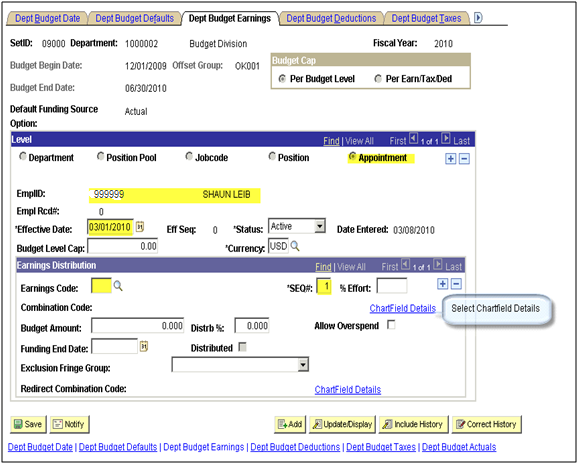 Dept Budget Date Dept Budget Defaults Dept Budget Earnings Dept Budget Deductions Dept Budget Taxes
SetID: 09000 Department: 1000002 Budget Division Fiscal Year: 2010
Budget Cap
Budget Begin Date: 12/01/2009 Offset Group: OK001
Per Budget Level Per Earn/Tax/Ded
Budget End Date: 06/30/2010
Default Funding Source Actual
Option:
Level Find | View All First 1 of 1 Last
Department Position Pool Jobcode Position Appointment
EmplID: 999999 SHAUN LEIB
Empl Rcd#: 0
*Effective Date: 03/01/2010 Eff Seq: 0 *Status: Active Date Entered: 03/08/2010
Budget Level Cap: 0.00 *Currency: USD
Earnings Distribution Find | View All First 1 of 1 Last
Earnings Code: *SEQ#: 1 % Effort:
Combination Code: ChartField Details Select Chartfield Details
Budget Amount: 0.000 Distrb %: 0.000 Allow Overspend
Funding End Date: Distributed
Exclusion Fringe Group:
Redirect Combination Code: ChartField Details
Save Notify Add Update/Display Include History Correct History
Dept Budget Date | Dept Budget Defaults | Dept Budget Earnings | Dept Budget Deductions | Dept Budget Taxes | Dept Budget Actuals